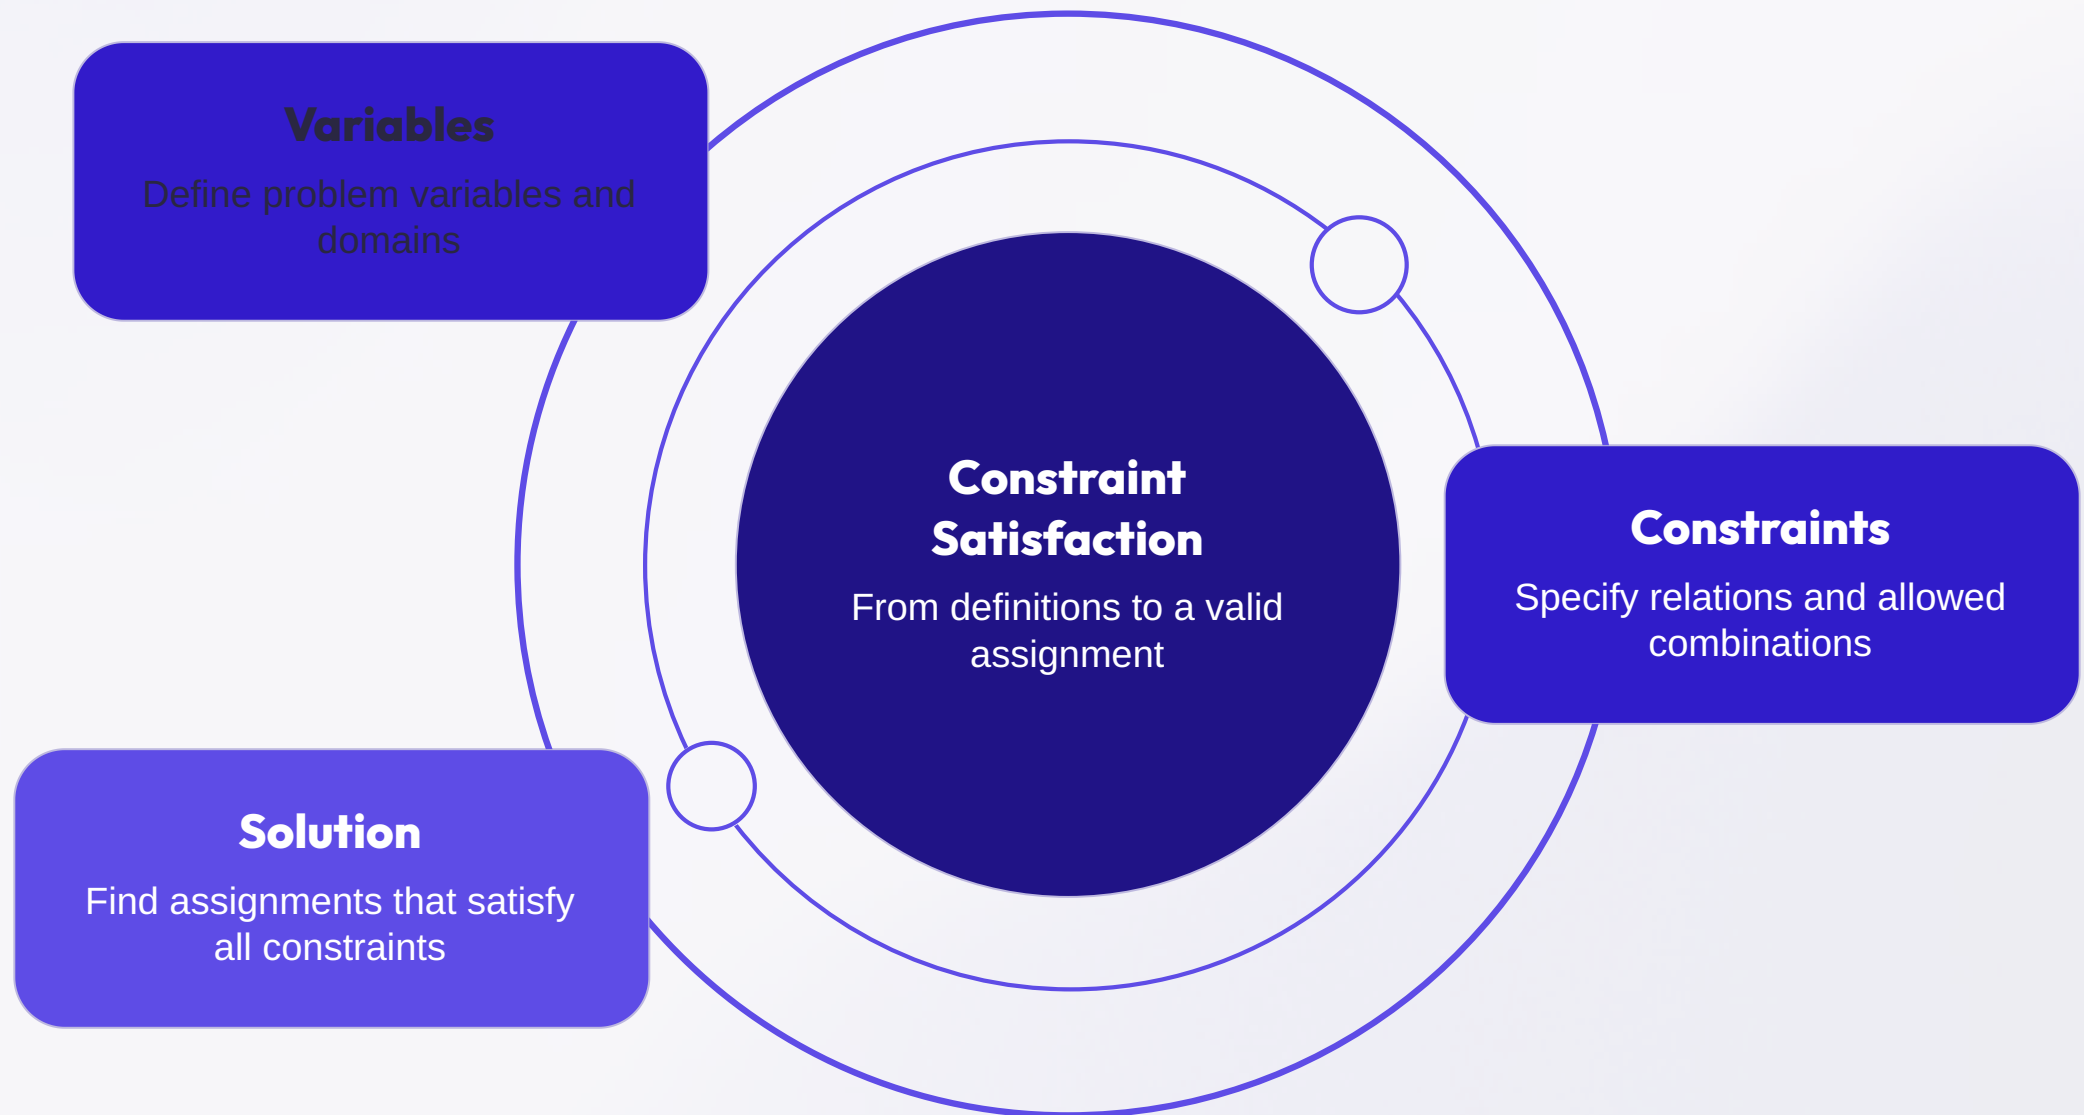 Variables
Define problem variables and
domains
Constraint
Satisfaction
From definitions to a valid
assignment
Constraints
Specify relations and allowed
combinations
Solution
Find assignments that satisfy
all constraints